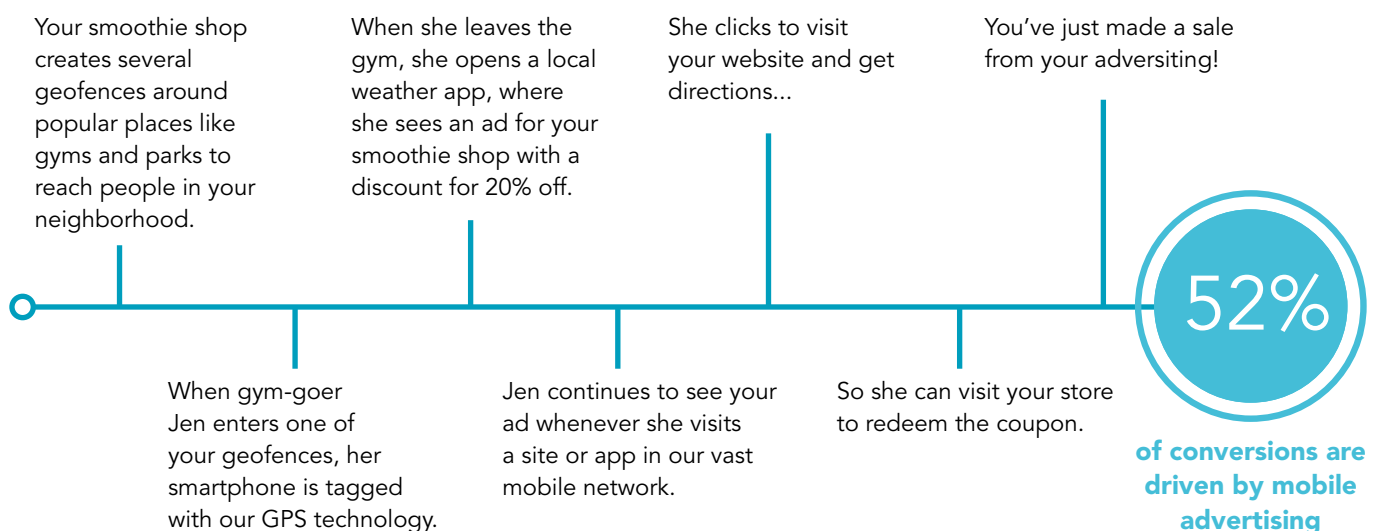 Your smoothie shop
creates several
geofences around
popular places like
gyms and parks to
reach people in your
neighborhood.
When gym-goer
Jen enters one of
your geofences, her
smartphone is tagged
with our GPS technology.
When she leaves the
gym, she opens a local
weather app, where
she sees an ad for your
smoothie shop with a
discount for 20% off.
Jen continues to see your
ad whenever she visits
a site or app in our vast
mobile network.
She clicks to visit
your website and get
directions...
So she can visit your store
to redeem the coupon.
You’ve just made a sale
from your adversiting!
52%
of conversions are
driven by mobile
advertising